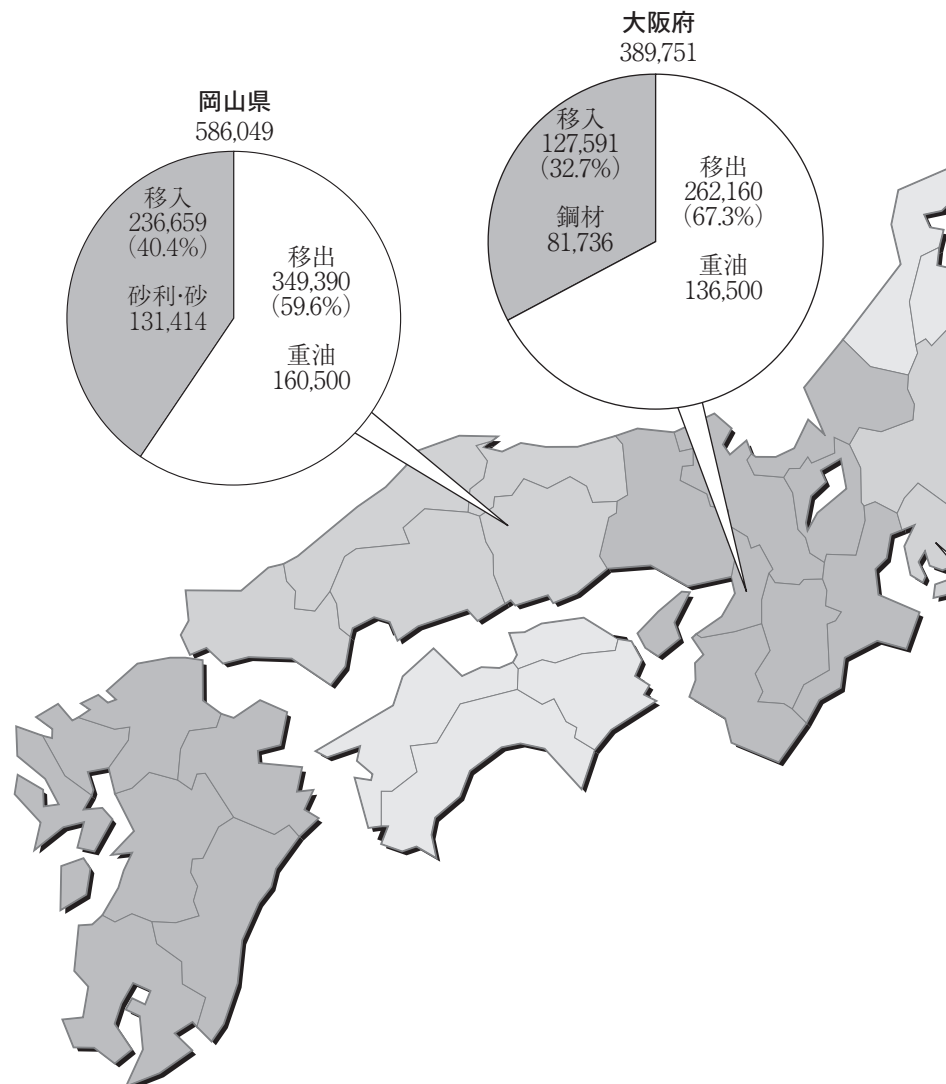 大阪府
389,751
移入
127,591
(32.7%)
鋼材
81,736
移出
262,160
(67.3%)
重油
136,500
岡山県
586,049
移入
236,659
(40.4%)
砂利・砂
131,414
移出
349,390
(59.6%)
重油
160,500